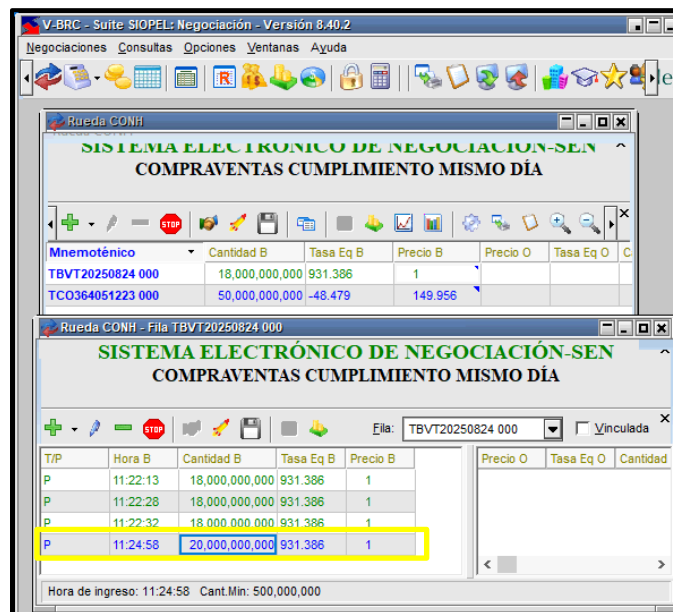 V-BRC - Suite SIOPEL: Negociación - Versión 8.40.2
Negociaciones Consultas Opciones Ventanas Ayuda
Rueda CONH
SISTEMA ELECTRONICO DE NEGOCIACION-SEN
COMPRAVENTAS CUMPLIMIENTO MISMO DÍA
STOP
Mnemoténico Cantidad B Tasa Eq B Precio B Precio O Tasa Eq O C
TBVT20250824 000 18,000,000,000 931.386 1
TCO364051223 000 50,000,000,000 -48.479 149.956
Rueda CONH - Fila TBVT20250824 000
SISTEMA ELECTRÓNICO DE NEGOCIACIÓN-SEN
COMPRAVENTAS CUMPLIMIENTO MISMO DÍA
STOP Fila: TBVT20250824 000 Vinculada
T/P Hora B Cantidad B Tasa Eq B Precio B Precio O Tasa Eq O Cantidad
P 11:22:13 18,000,000,000 931.386 1
P 11:22:28 18,000,000,000 931.386 1
P 11:22:32 18,000,000,000 931.386 1
P 11:24:58 20,000,000,000 931.386 1
Hora de ingreso: 11:24:58 Cant.Min: 500,000,000